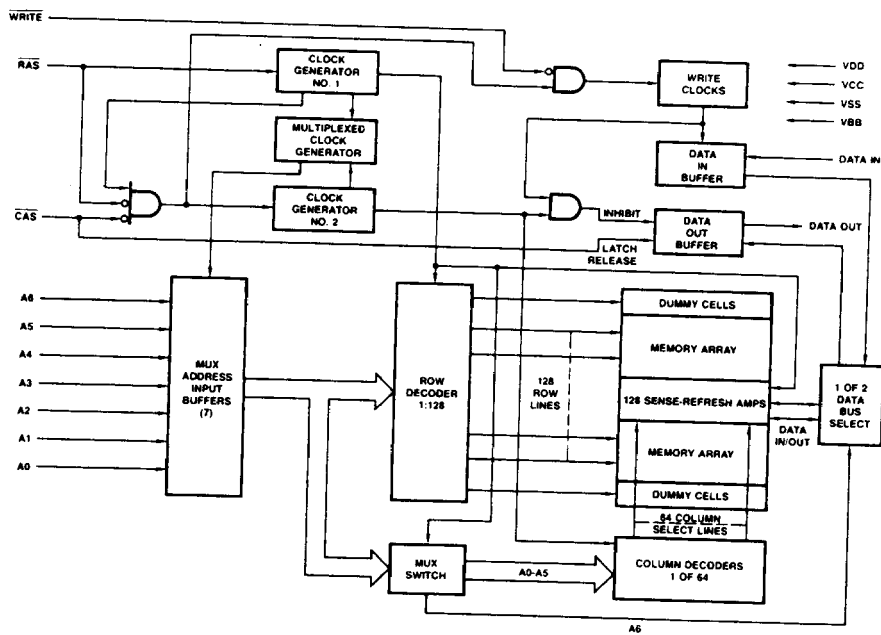 WRITE
RAS
CLOCK
GENERATOR
NO. 1
MULTIPLEXED
CLOCK
GENERATOR
CLOCK
GENERATOR
NO. 2
CAS
WRITE
CLOCKS
VDD
VCC
VSS
VBB
DATA
IN
BUFFER
DATA IN
INHIBIT
DATA
OUT
BUFFER
DATA OUT
LATCH
RELEASE
A6
A5
A4
A3
A2
A1
A0
MUX
ADDRESS
INPUT
BUFFERS
(7)
ROW
DECODER
1:128
128
ROW
LINES
DUMMY CELLS
MEMORY ARRAY
128 SENSE-REFRESH AMPS
MEMORY ARRAY
DUMMY CELLS
1 OF 2
DATA
BUS
SELECT
DATA
IN/OUT
64 COLUMN
SELECT LINES
MUX
SWITCH
A0-A5
COLUMN DECODERS
1 OF 64
A6